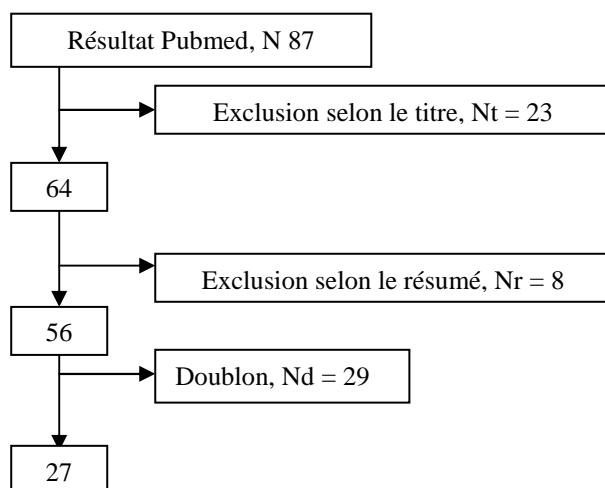 Résultat Pubmed, N 87
Exclusion selon le titre, Nt = 23
64
Exclusion selon le résumé, Nr = 8
56
Doublon, Nd = 29
27